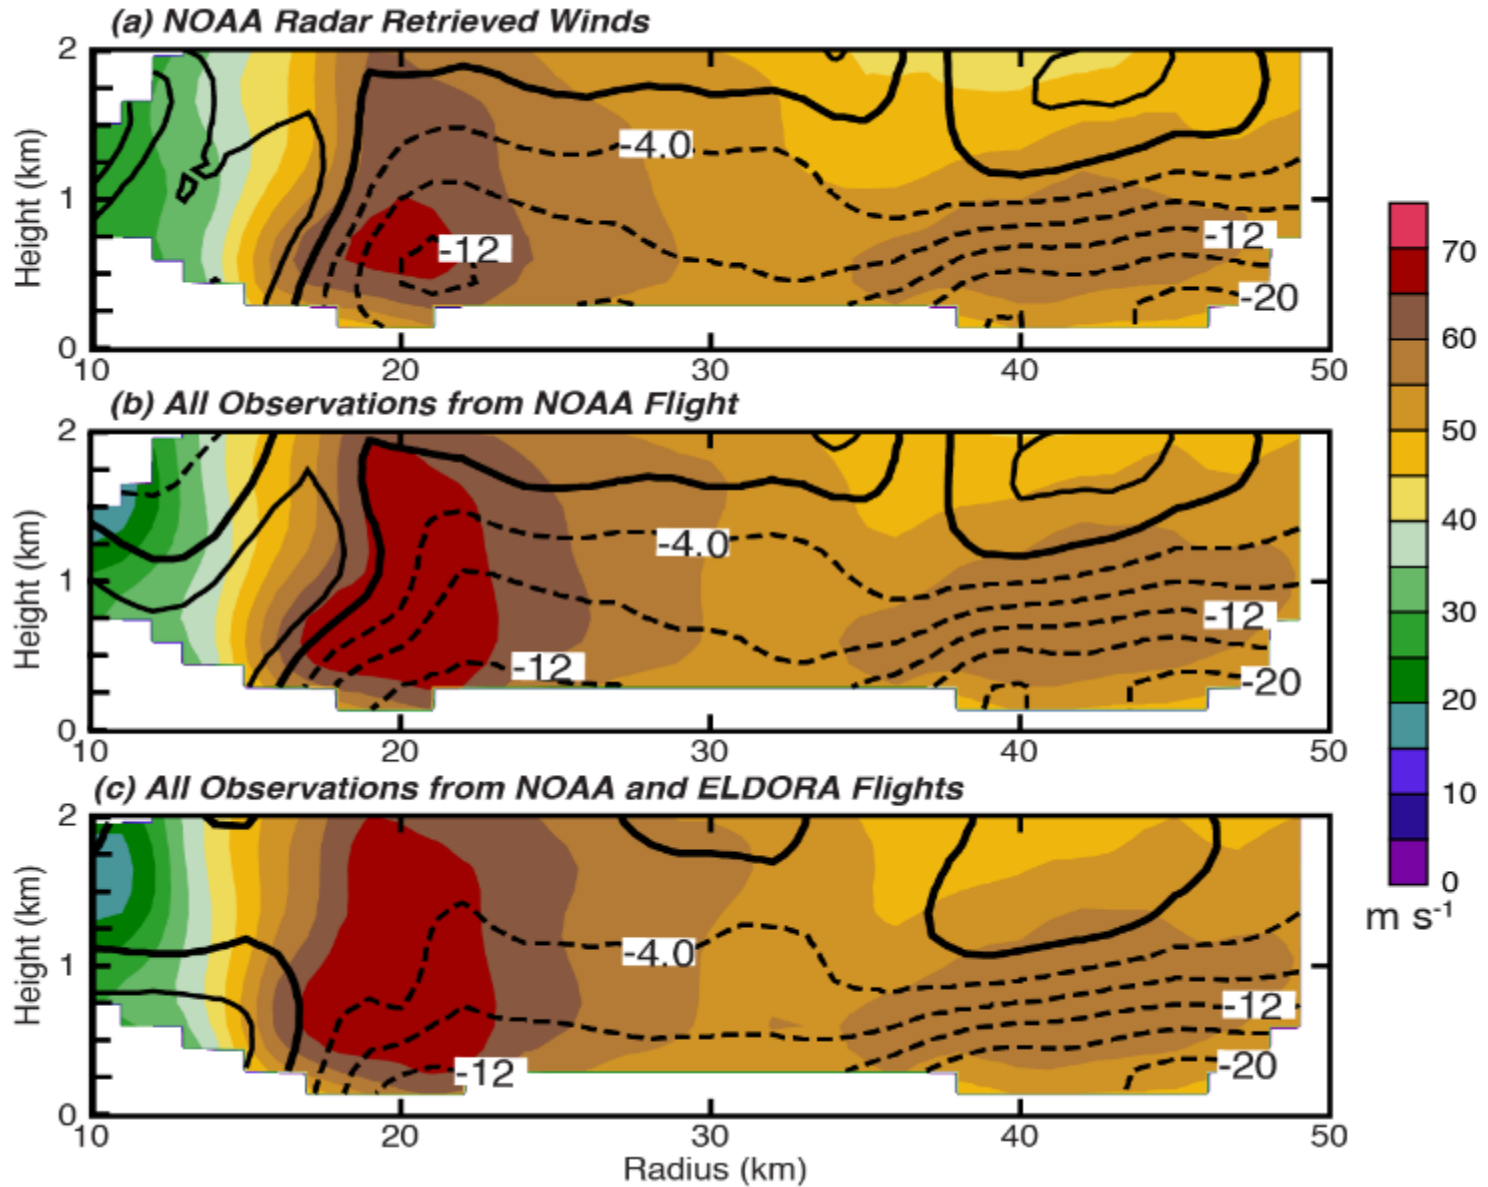 (a) NOAA Radar Retrieved Winds
2
-4.0
1
-12
-20
0
10 20 30 40 50
Height (km)
(b) All Observations from NOAA Flight
2
-4.0
1
-12
-12
-20
0
10 20 30 40 50
Height (km)
(c) All Observations from NOAA and ELDORA Flights
2
-4.0
1
-12
-12
-20
0
10 20 30 40 50
Height (km)
Radius (km)
70
60
50
40
30
20
10
0
m s-1